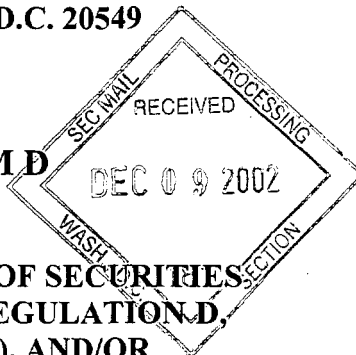 D.C. 20549
SEC MAIL PROCESSING
RECEIVED
M D
DEC 0 9 2002
WASH SECTION
OF SECURITIES
EGULATION D,
), AND/OR